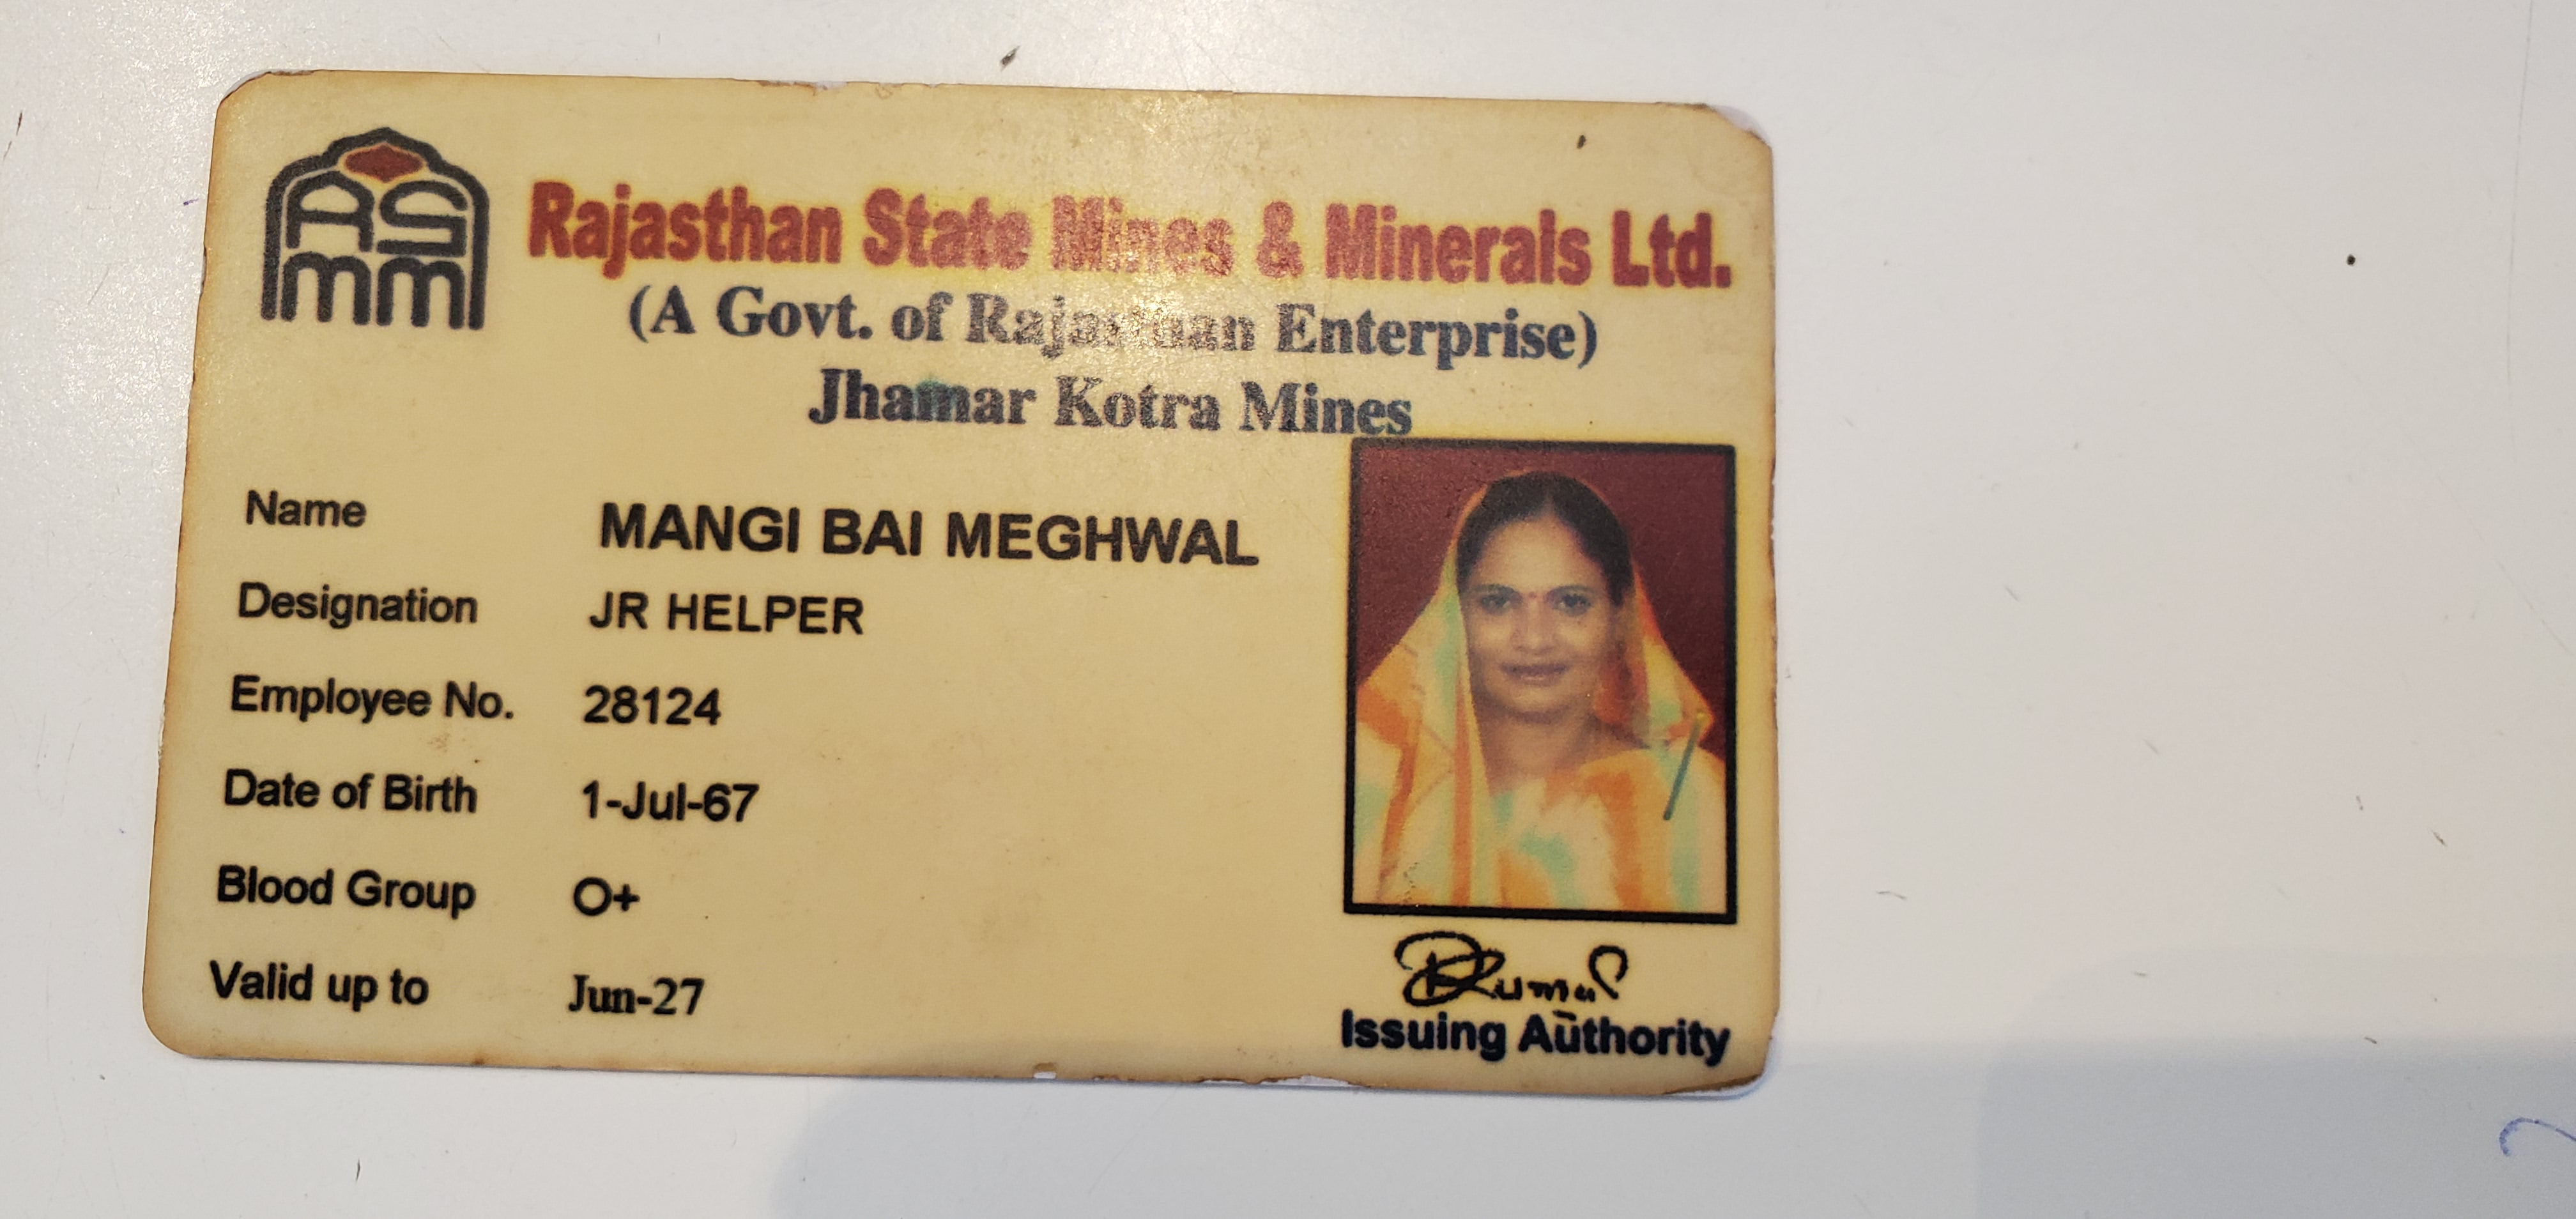 RS
mm
Rajasthan State Mines & Minerals Ltd.
(A Govt. of Rajasthan Enterprise)
Jhamar Kotra Mines
Name MANGI BAI MEGHWAL
Designation JR HELPER
Employee No. 28124
Date of Birth 1-Jul-67
Blood Group O+
Valid up to Jun-27
Issuing Authority